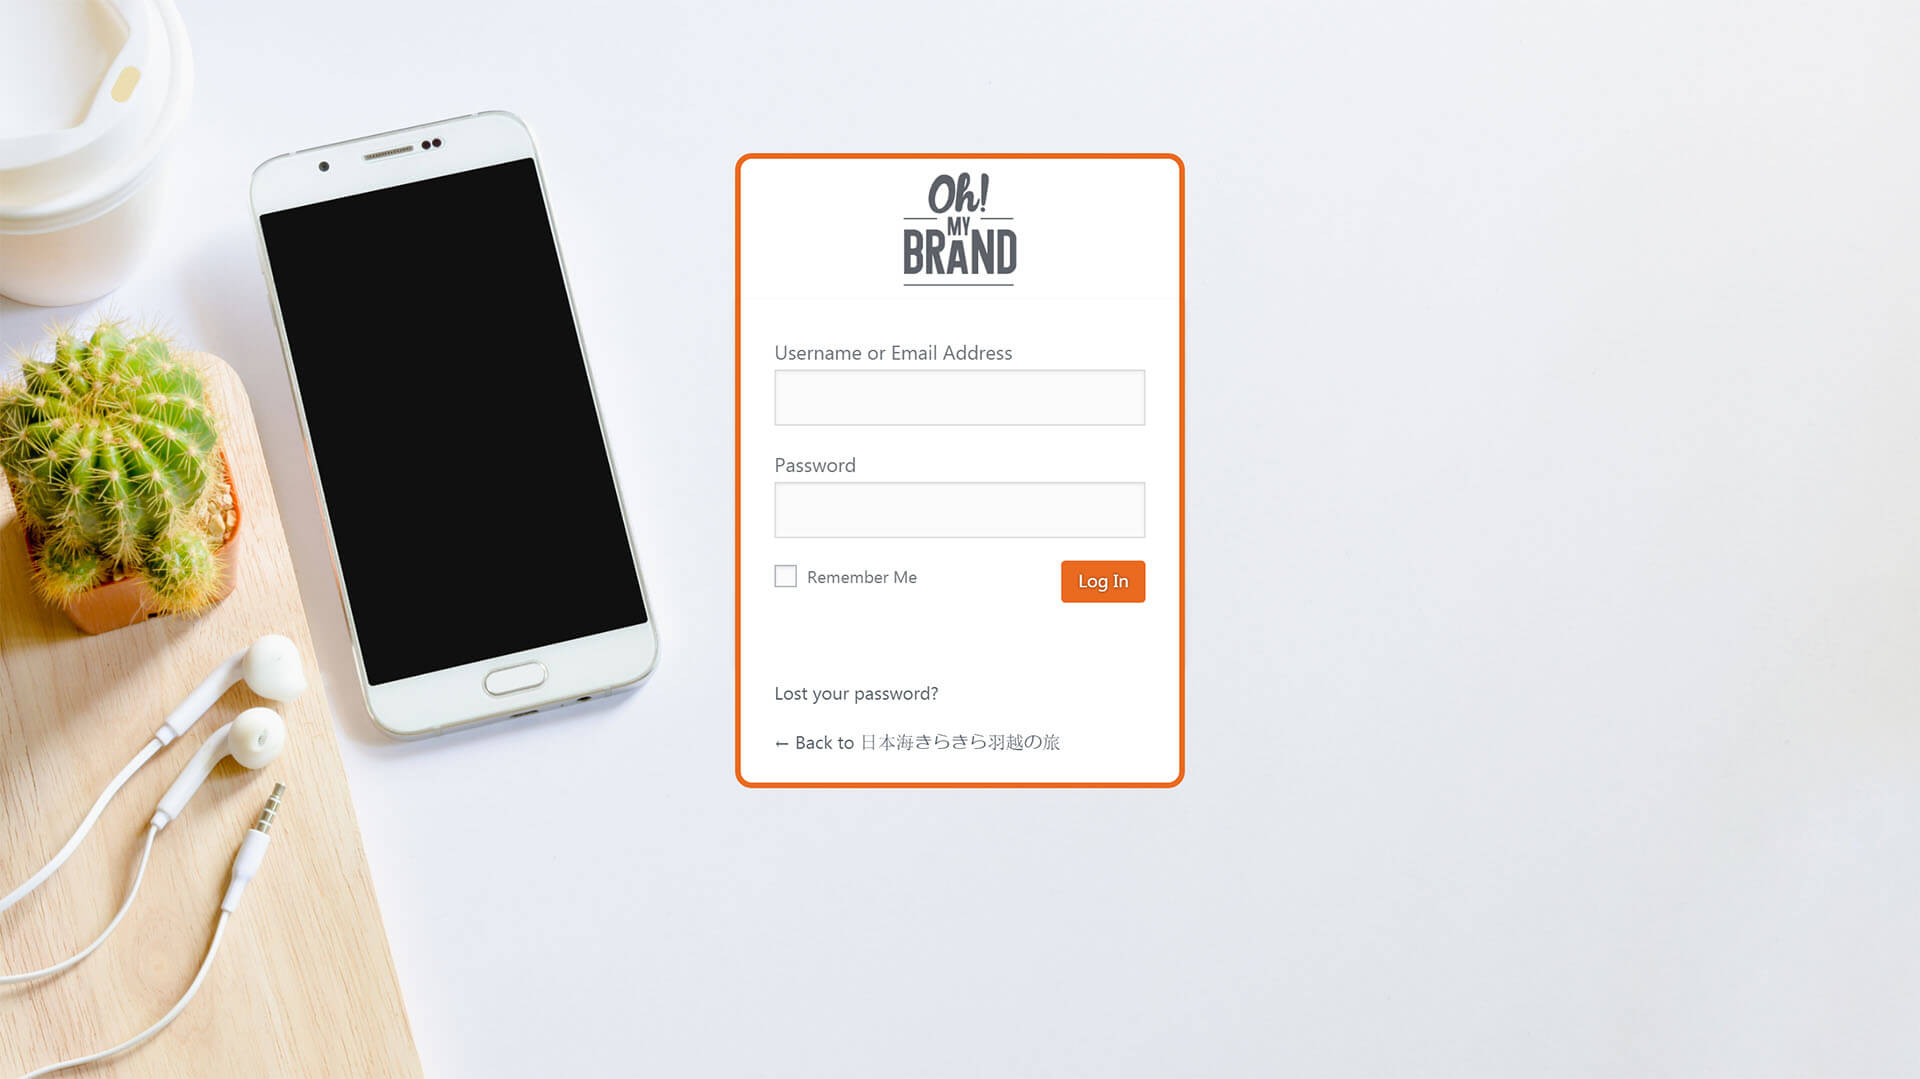 Oh!
MY
BRAND
Username or Email Address
Password
Remember Me
Log In
Lost your password?
← Back to 日本海きらきら羽越の旅